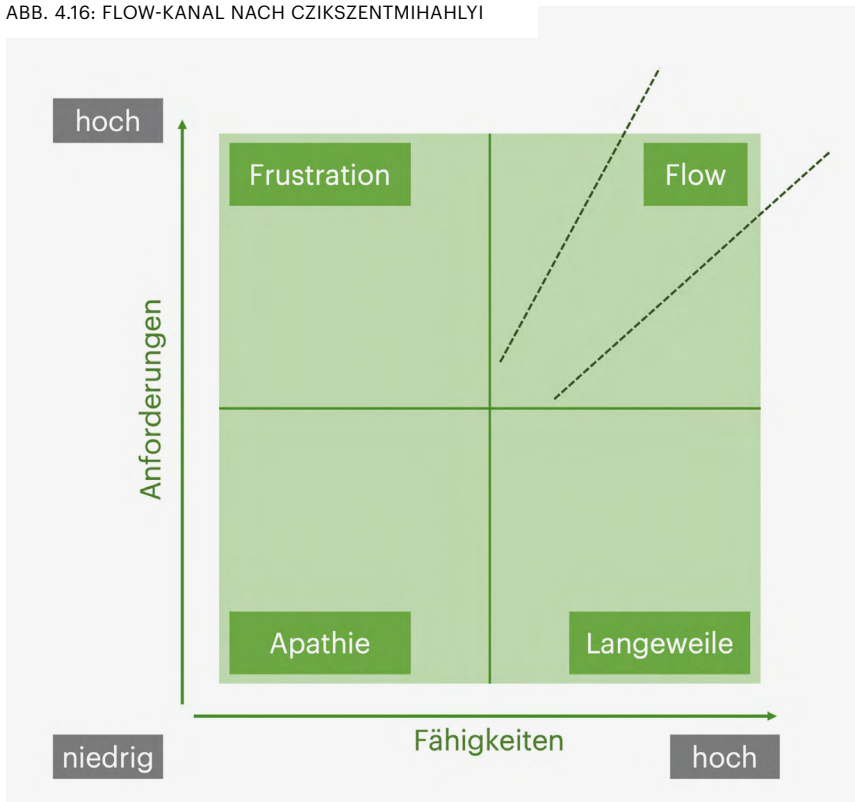 ABB. 4.16: FLOW-KANAL NACH CZIKSZENTMIHAHLYI
hoch
Frustration
Flow
Anforderungen
Apathie
Langeweile
Fähigkeiten
niedrig
hoch